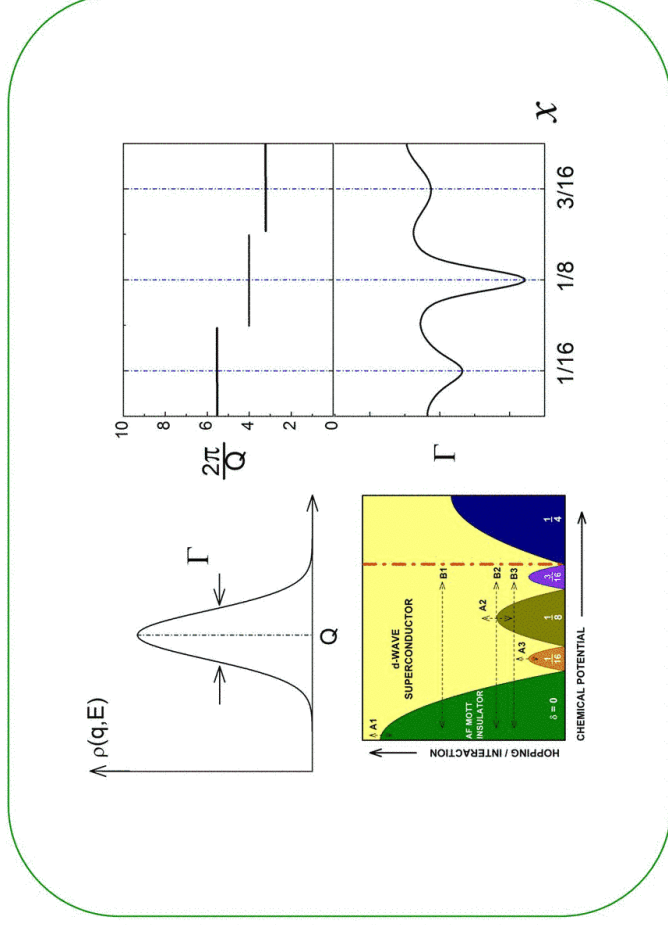 ρ(q,E)
Γ
Q
10
8
6
4
2
0
2π
Q
Γ
1/16 1/8 3/16
x
A1
d-WAVE
SUPERCONDUCTOR
B1
A2
B2
A3
B3
AF MOTT
INSULATOR
δ = 0
1
16
1
8
3
16
1
4
HOPPING / INTERACTION
CHEMICAL POTENTIAL